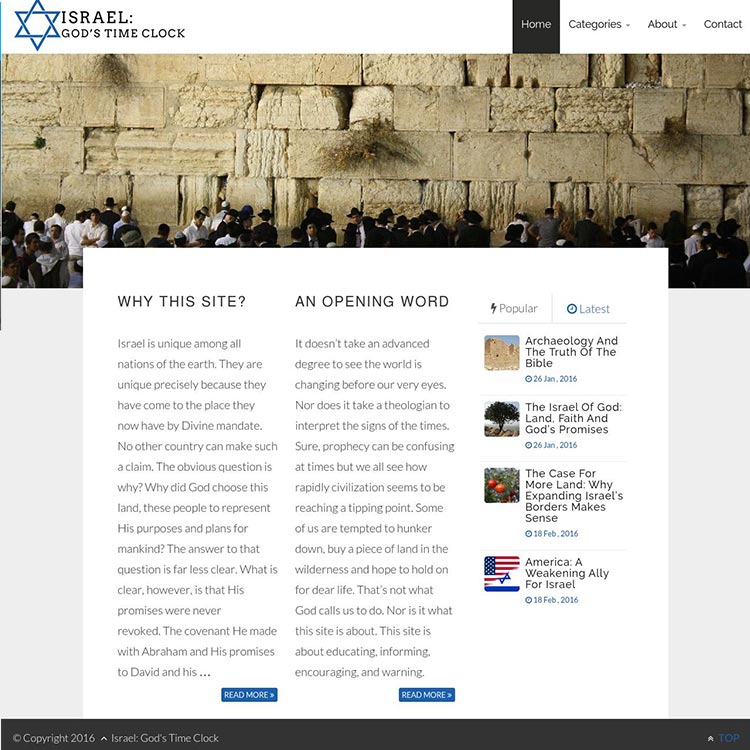 ISRAEL:
GOD'S TIME CLOCK
Home
Categories
About
Contact
WHY THIS SITE?
Israel is unique among all
nations of the earth. They are
unique precisely because they
have come to the place they
now have by Divine mandate.
No other country can make such
a claim. The obvious question is
why? Why did God choose this
land, these people to represent
His purposes and plans for
mankind? The answer to that
question is far less clear. What is
clear, however, is that His
promises were never
revoked. The covenant He made
with Abraham and His promises
to David and his ...
READ MORE »
AN OPENING WORD
It doesn't take an advanced
degree to see the world is
changing before our very eyes.
Nor does it take a theologian to
interpret the signs of the times.
Sure, prophecy can be confusing
at times but we all see how
rapidly civilization seems to be
reaching a tipping point. Some
of us are tempted to hunker
down, buy a piece of land in the
wilderness and hope to hold on
for dear life. That's not what
God calls us to do. Nor is it what
this site is about. This site is
about educating, informing,
encouraging, and warning.
READ MORE »
Popular
Latest
Archaeology And
The Truth Of The
Bible
26 Jan , 2016
The Israel Of God:
Land, Faith And
God's Promises
26 Jan , 2016
The Case For
More Land: Why
Expanding Israel's
Borders Makes
Sense
18 Feb , 2016
America: A
Weakening Ally
For Israel
18 Feb , 2016
© Copyright 2016 Israel: God's Time Clock
TOP